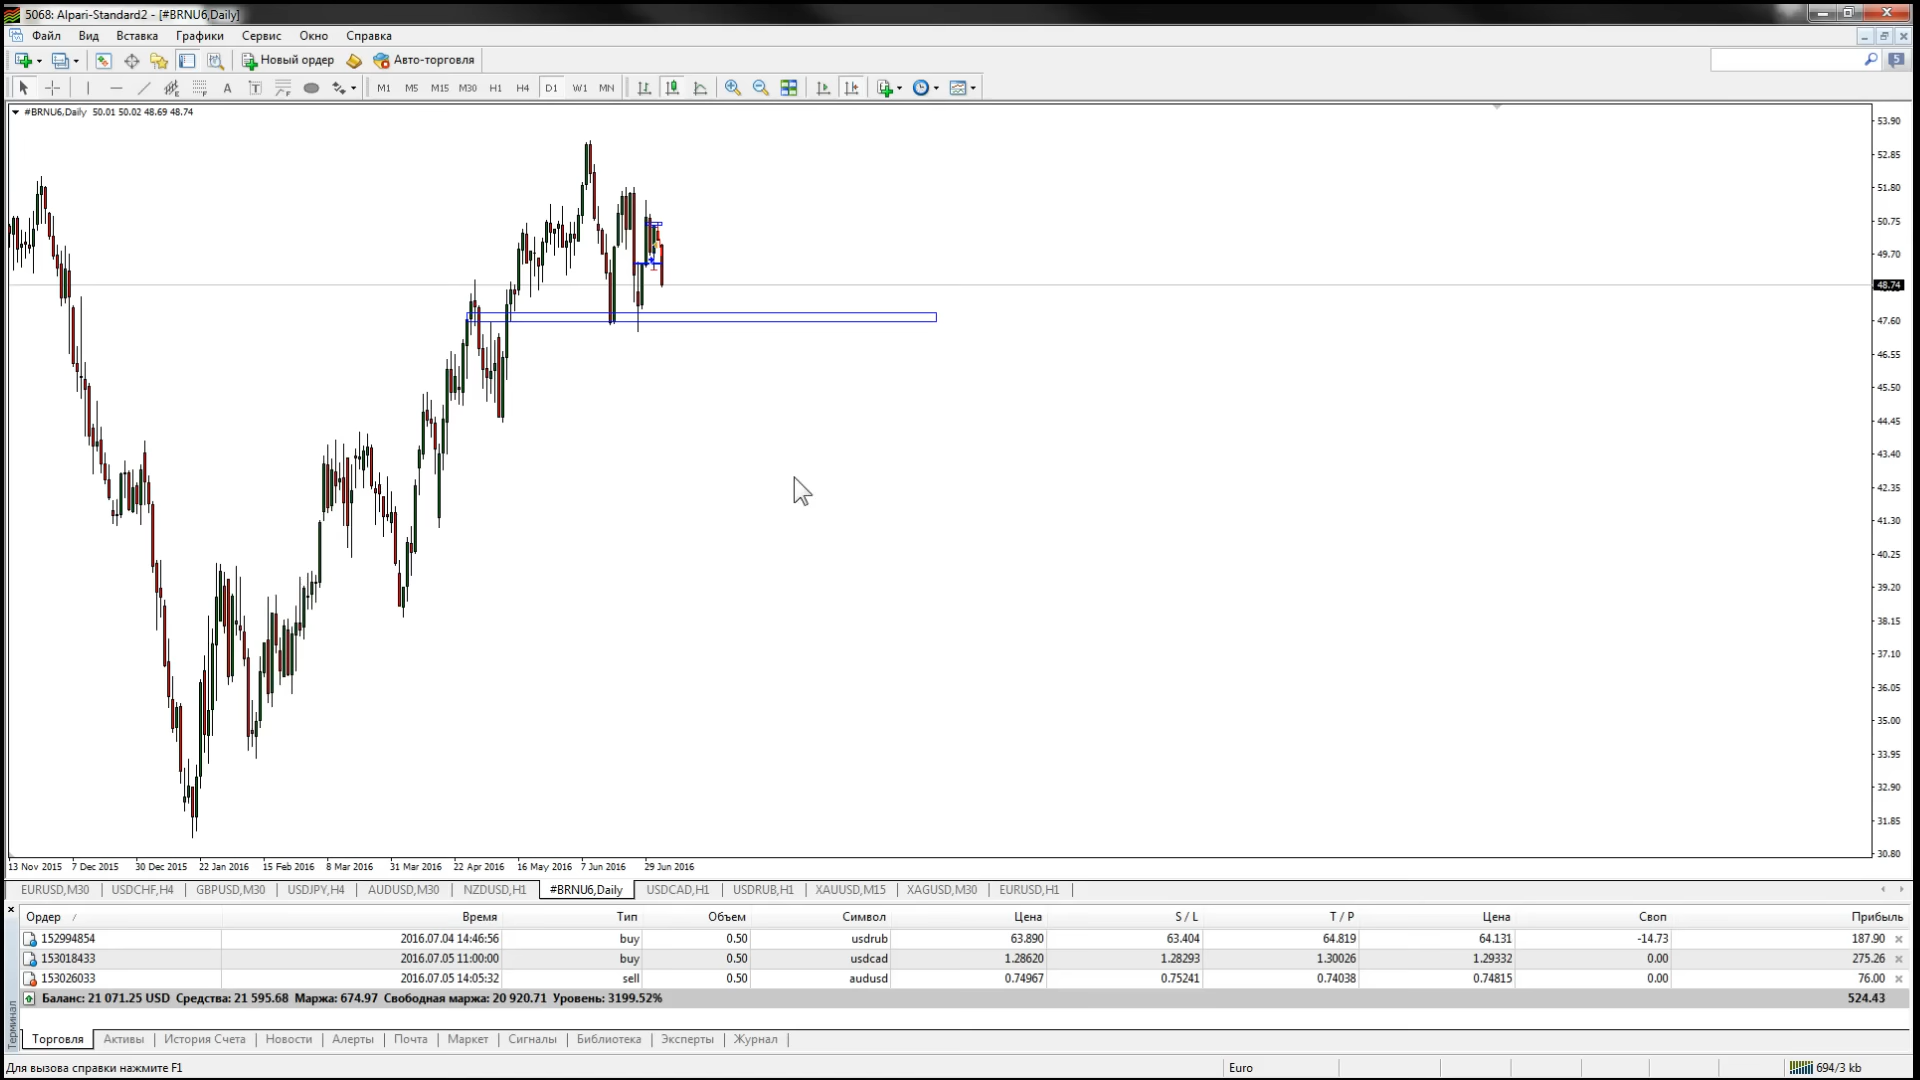 5068: Alpari-Standard2 - [#BRNU6,Daily]
Файл Вид Вставка Графики Сервис Окно Справка
Новый ордер Авто-торговля 5
A T F M1 M5 M15 M30 H1 H4 D1 W1 MN
#BRNU6,Daily 50.01 50.02 48.69 48.74
53.90
52.85
51.80
50.75
49.70
48.74
47.60
46.55
45.50
44.45
43.40
42.35
41.30
40.25
39.20
38.15
37.10
36.05
35.00
33.95
32.90
31.85
30.80
13 Nov 2015 7 Dec 2015 30 Dec 2015 22 Jan 2016 15 Feb 2016 8 Mar 2016 31 Mar 2016 22 Apr 2016 16 May 2016 7 Jun 2016 29 Jun 2016
EURUSD,M30 USDCHF,H4 GBPUSD,M30 USDJPY,H4 AUDUSD,M30 NZDUSD,H1 #BRNU6,Daily USDCAD,H1 USDRUB,H1 XAUUSD,M15 XAGUSD,M30 EURUSD,H1
Ордер Время Тип Объем Символ Цена S / L T / P Цена Своп Прибыль
152994854 2016.07.04 14:46:56 buy 0.50 usdrub 63.890 63.404 64.819 64.131 -14.73 187.90
153018433 2016.07.05 11:00:00 buy 0.50 usdcad 1.28620 1.28293 1.30026 1.29332 0.00 275.26
153026033 2016.07.05 14:05:32 sell 0.50 audusd 0.74967 0.75241 0.74038 0.74815 0.00 76.00
Баланс: 21 071.25 USD Средства: 21 595.68 Маржа: 674.97 Свободная маржа: 20 920.71 Уровень: 3199.52% 524.43
Терминал
Торговля Активы История Счета Новости Алерты Почта Маркет Сигналы Библиотека Эксперты Журнал
Для вызова справки нажмите F1 Euro 694/3 kb